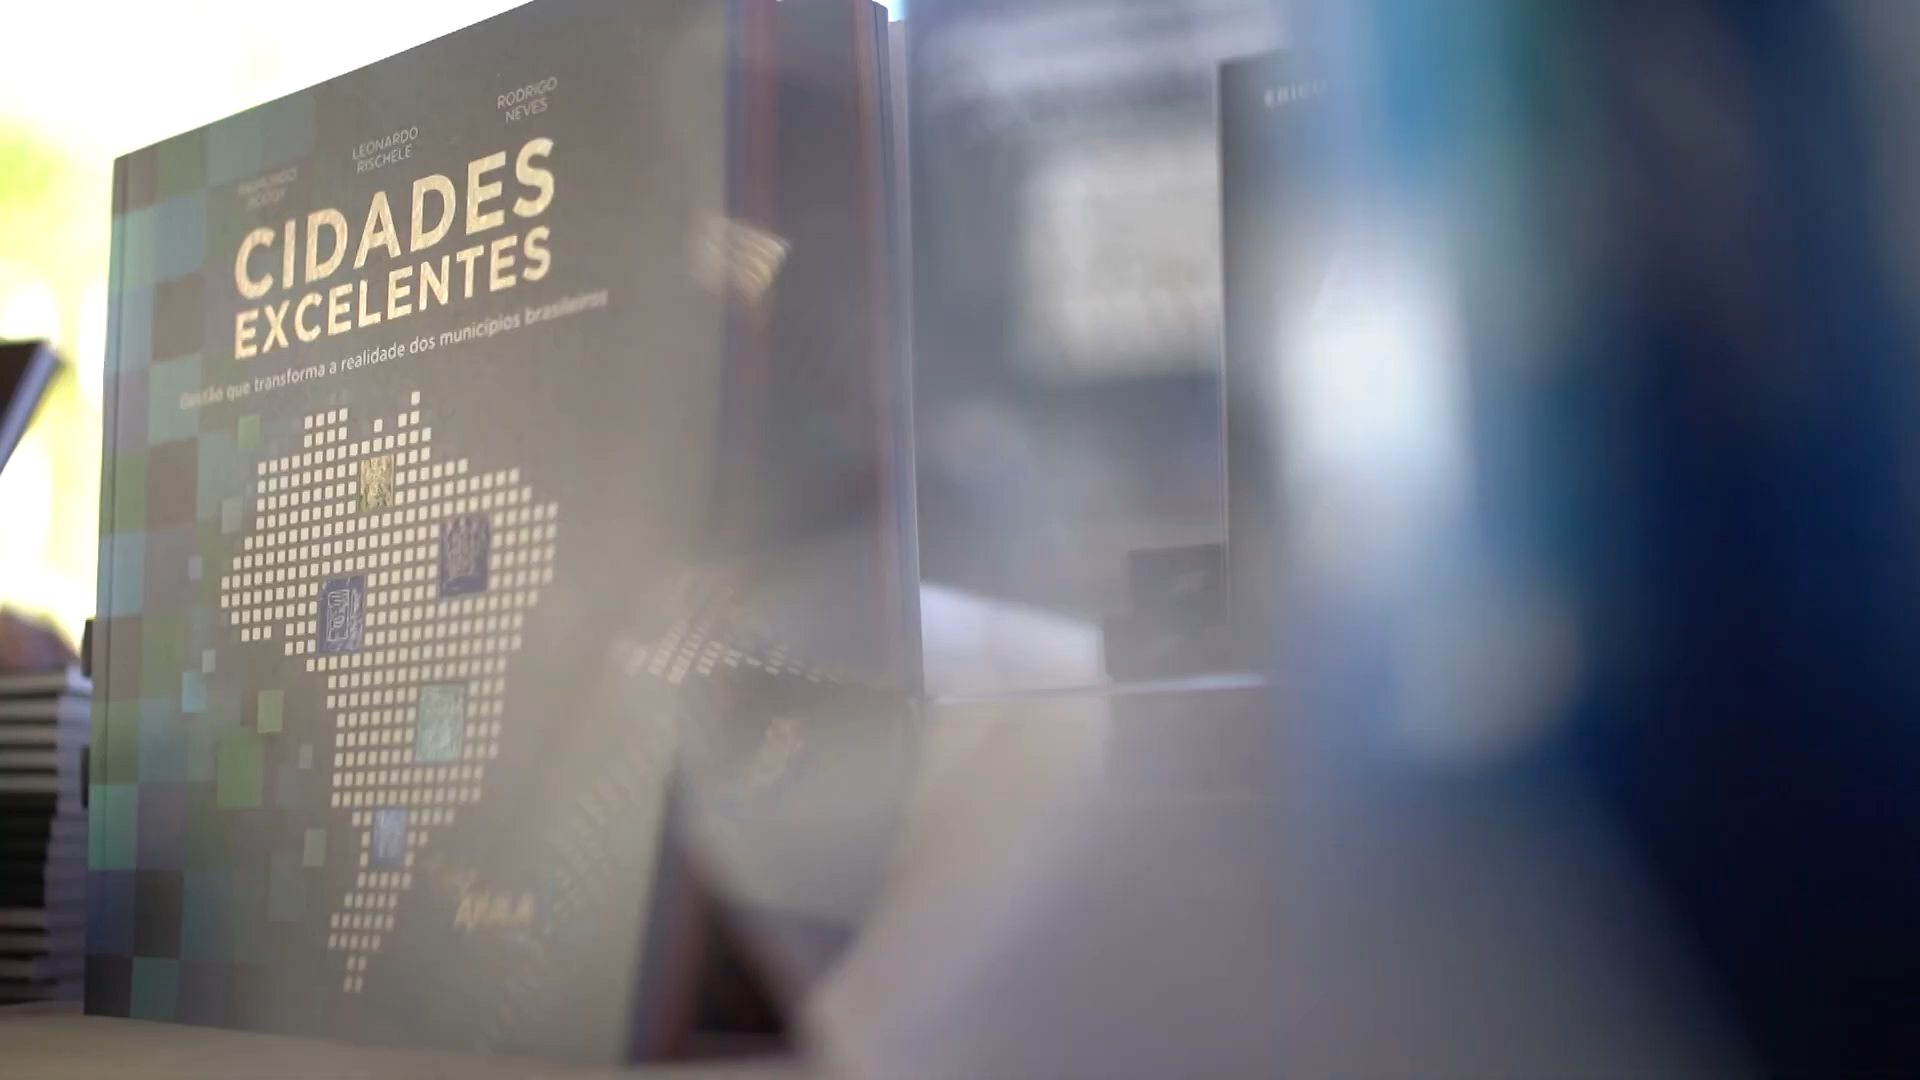 LEONARDO
RISCHELE
RODRIGO
NEVES
CIDADES
EXCELENTES
Gestão que transforma a realidade dos municípios brasileiros